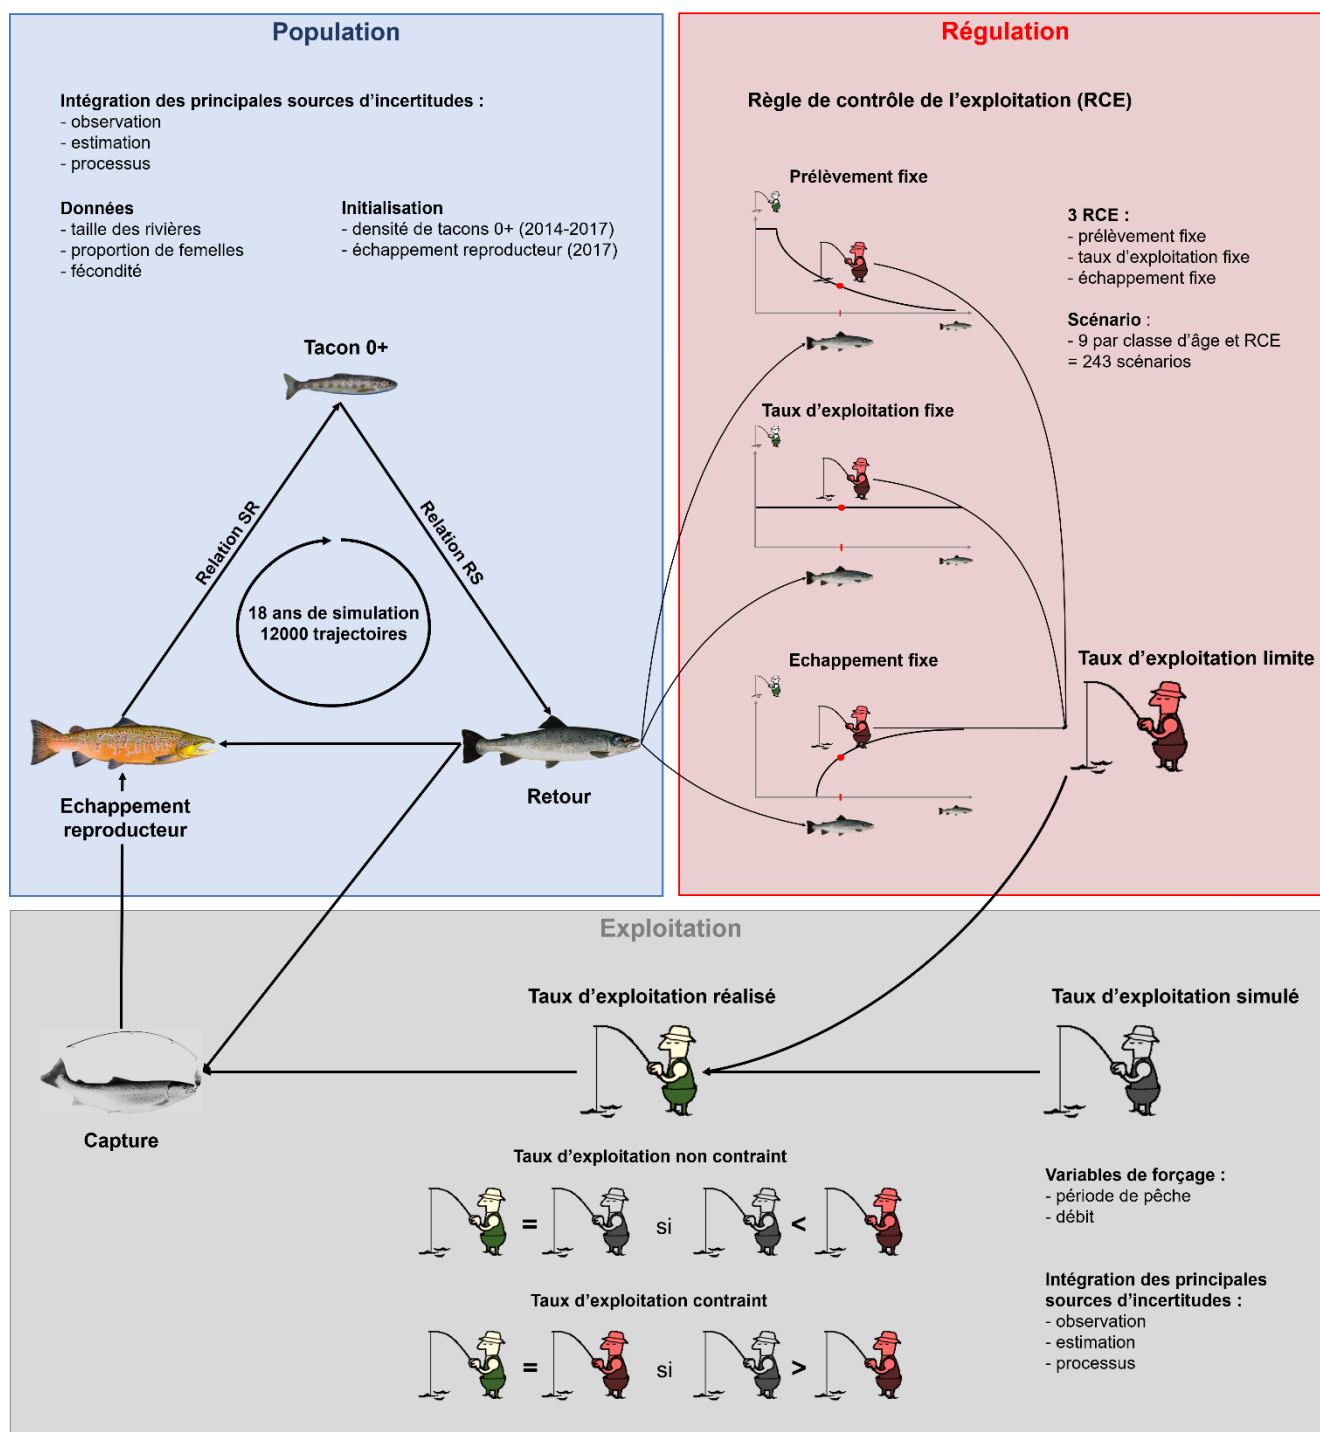 Population
Intégration des principales sources d'incertitudes :
- observation
- estimation
- processus
Données
- taille des rivières
- proportion de femelles
- fécondité
Initialisation
- densité de tacons 0+ (2014-2017)
- échappement reproducteur (2017)
Tacon 0+
Relation SR
Relation RS
18 ans de simulation
12000 trajectoires
Retour
Echappement
reproducteur
Régulation
Règle de contrôle de l'exploitation (RCE)
Prélèvement fixe
3 RCE :
- prélèvement fixe
- taux d'exploitation fixe
- échappement fixe
Scénario :
- 9 par classe d'âge et RCE
= 243 scénarios
Taux d'exploitation fixe
Echappement fixe
Taux d'exploitation limite
Exploitation
Taux d'exploitation réalisé
Taux d'exploitation simulé
Capture
Taux d'exploitation non contraint
= si <
Taux d'exploitation contraint
= si >
Variables de forçage :
- période de pêche
- débit
Intégration des principales
sources d'incertitudes :
- observation
- estimation
- processus